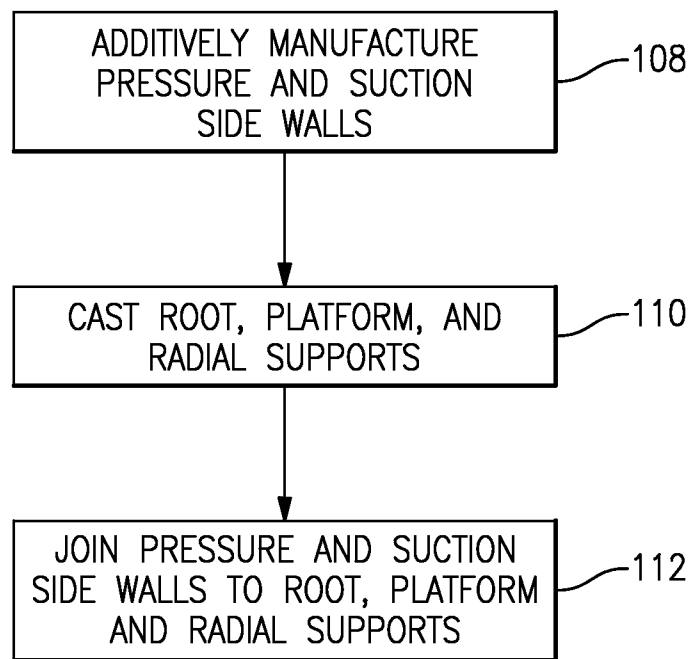 ADDITIVELY MANUFACTURE
PRESSURE AND SUCTION
SIDE WALLS
108
CAST ROOT, PLATFORM, AND
RADIAL SUPPORTS
110
JOIN PRESSURE AND SUCTION
SIDE WALLS TO ROOT, PLATFORM
AND RADIAL SUPPORTS
112